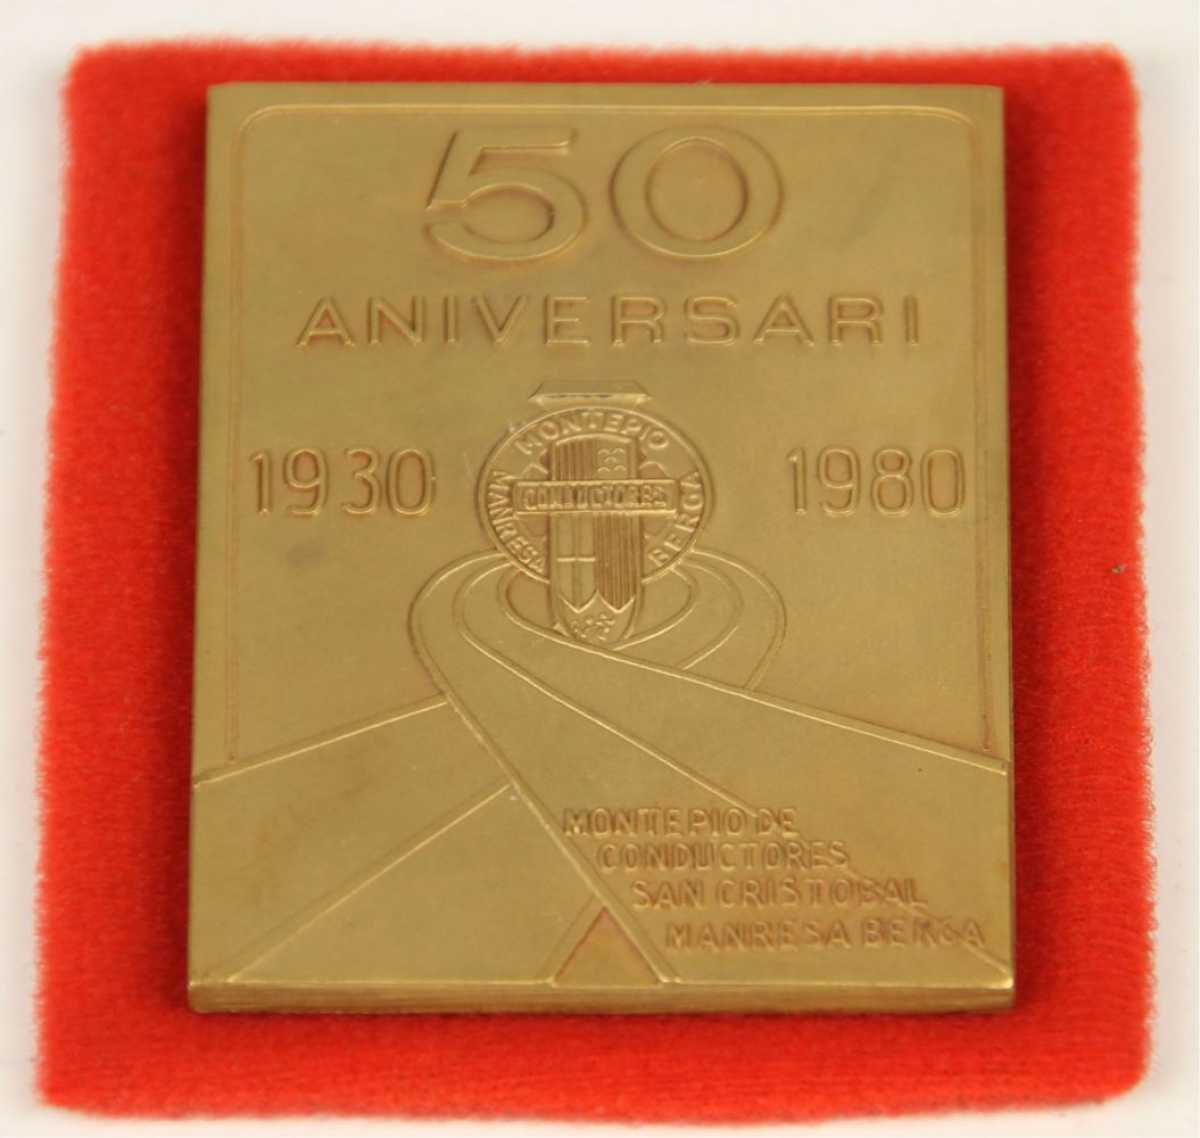 50
ANIVERSARI
1930
1980
MONTEPIO
CONDUCTORES
MANRESA
BERGA
MONTEPIO DE
CONDUCTORES
SAN CRISTOBAL
MANRESA BERGA